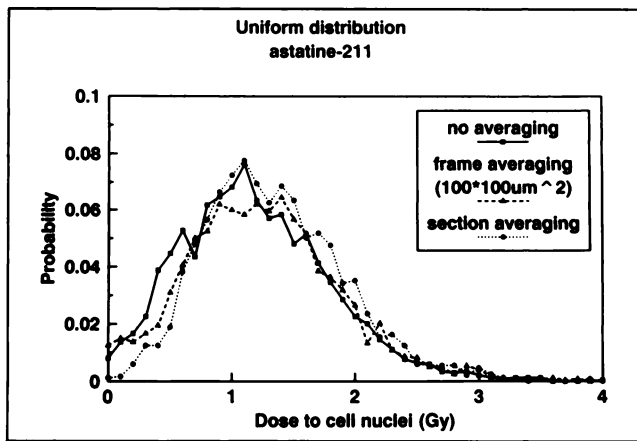 Uniform distribution
astatine-211
0.1
0.08
0.06
0.04
0.02
0
Probability
no averaging
frame averaging
(100*100um^2)
section averaging
0 1 2 3 4
Dose to cell nuclei (Gy)